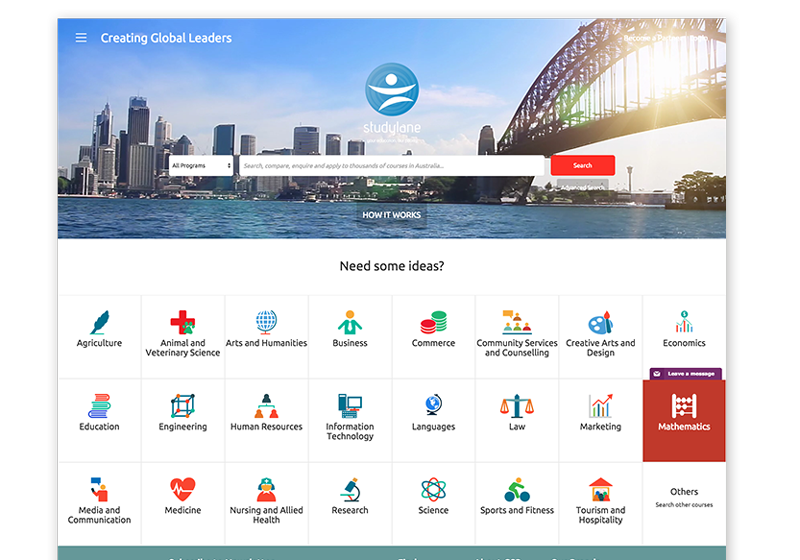 Creating Global Leaders
Become a Partner
studylane
All Programs
Search, compare, enquire and apply to thousands of courses in Australia...
Search
Advanced Search
HOW IT WORKS
Need some ideas?
Agriculture
Animal and
Veterinary Science
Arts and Humanities
Business
Commerce
Community Services
and Counselling
Creative Arts and
Design
Economics
Leave a message
Education
Engineering
Human Resources
Information
Technology
Languages
Law
Marketing
Mathematics
Media and
Communication
Medicine
Nursing and Allied
Health
Research
Science
Sports and Fitness
Tourism and
Hospitality
Others
Search other courses